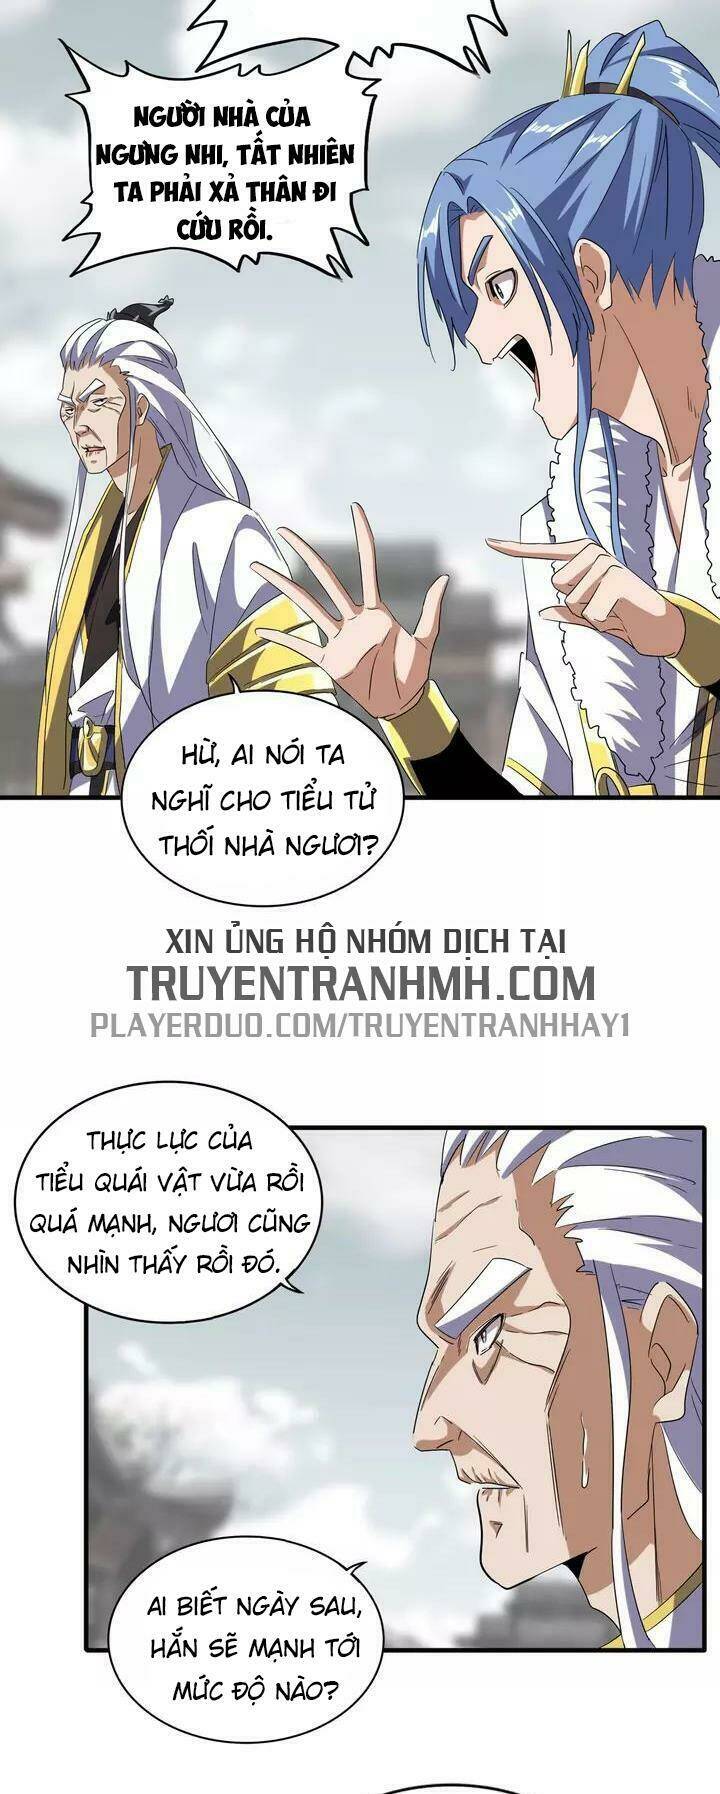 NGƯỜI NHÀ CỦA
NGƯNG NHI, TẤT NHIÊN
TA PHẢI XẢ THÂN ĐI
CỨU RỒI.
HỪ, AI NÓI TA
NGHĨ CHO TIỂU TỬ
THỐI NHÀ NGƯƠI?
XIN ỦNG HỘ NHÓM DỊCH TẠI
TRUYENTRANHMH.COM
PLAYERDUO.COM/TRUYENTRANHHAY1
THỰC LỰC CỦA
TIỂU QUÁI VẬT VỪA RỒI
QUÁ MẠNH, NGƯƠI CŨNG
NHÌN THẤY RỒI ĐÓ.
AI BIẾT NGÀY SAU,
HẮN SẼ MẠNH TỚI
MỨC ĐỘ NÀO?